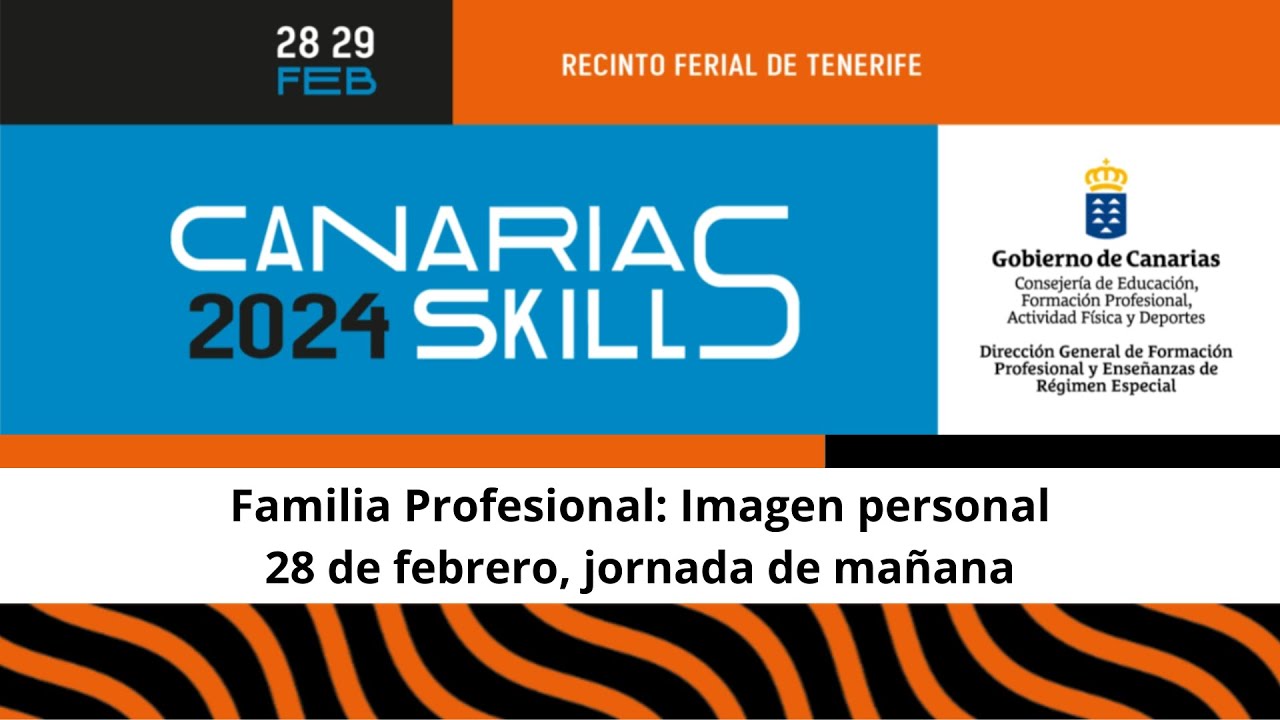 28 29
FEB
RECINTO FERIAL DE TENERIFE
CANARIAS
2024 SKILLS
Gobierno de Canarias
Consejería de Educación,
Formación Profesional,
Actividad Física y Deportes
Dirección General de Formación
Profesional y Enseñanzas de
Régimen Especial
Familia Profesional: Imagen personal
28 de febrero, jornada de mañana